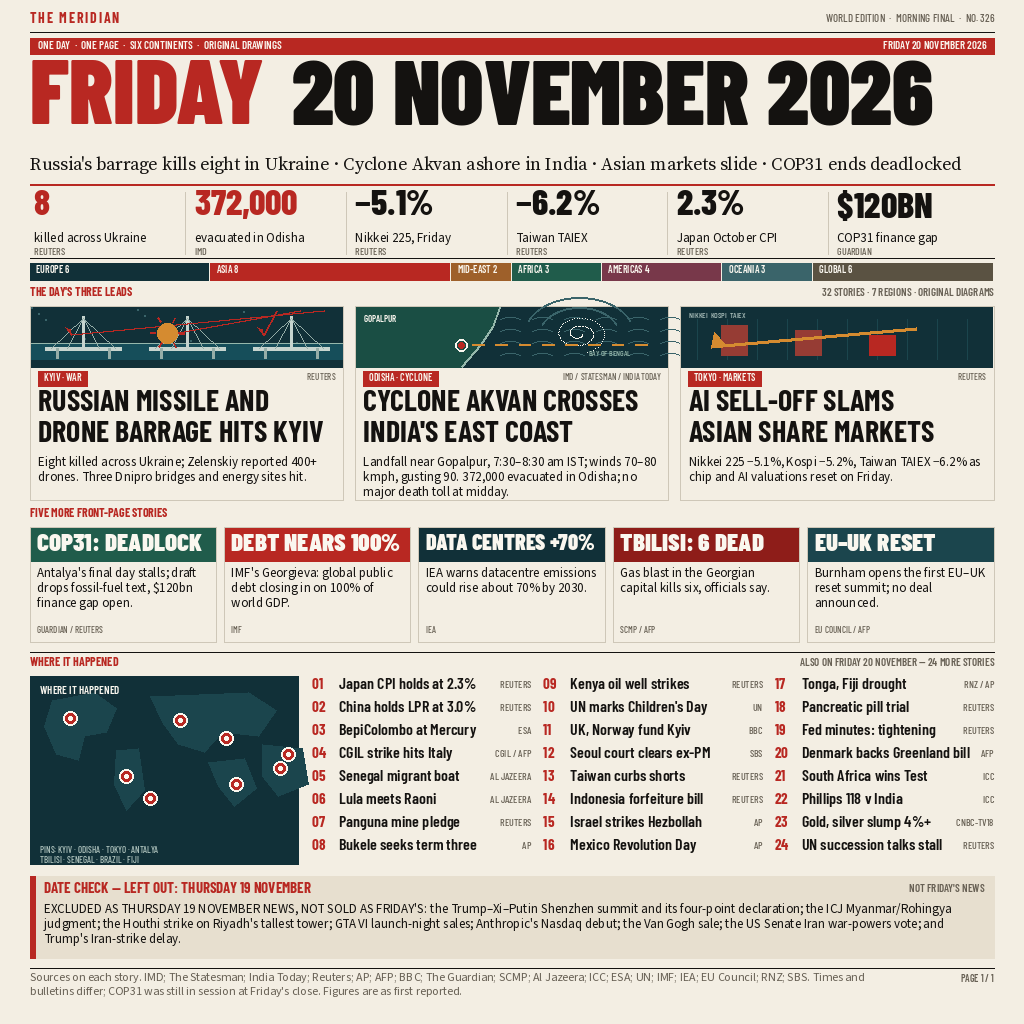 THE MERIDIAN
WORLD EDITION · MORNING FINAL · NO. 326
ONE DAY · ONE PAGE · SIX CONTINENTS · ORIGINAL DRAWINGS
FRIDAY 20 NOVEMBER 2026
FRIDAY 20 NOVEMBER 2026
Russia's barrage kills eight in Ukraine · Cyclone Akvan ashore in India · Asian markets slide · COP31 ends deadlocked
8
killed across Ukraine
REUTERS
372,000
evacuated in Odisha
IMD
−5.1%
Nikkei 225, Friday
REUTERS
−6.2%
Taiwan TAIEX
REUTERS
2.3%
Japan October CPI
REUTERS
$120BN
COP31 finance gap
GUARDIAN
EUROPE 6
ASIA 8
MID-EAST 2
AFRICA 3
AMERICAS 4
OCEANIA 3
GLOBAL 6
THE DAY'S THREE LEADS
32 STORIES · 7 REGIONS · ORIGINAL DIAGRAMS
KYIV · WAR
REUTERS
RUSSIAN MISSILE AND
DRONE BARRAGE HITS KYIV
Eight killed across Ukraine; Zelenskiy reported 400+
drones. Three Dnipro bridges and energy sites hit.
GOPALPUR
BAY OF BENGAL
ODISHA · CYCLONE
IMD / STATESMAN / INDIA TODAY
CYCLONE AKVAN CROSSES
INDIA'S EAST COAST
Landfall near Gopalpur, 7:30–8:30 am IST; winds 70–80
kmph, gusting 90. 372,000 evacuated in Odisha; no
major death toll at midday.
NIKKEI KOSPI TAIEX
TOKYO · MARKETS
REUTERS
AI SELL-OFF SLAMS
ASIAN SHARE MARKETS
Nikkei 225 −5.1%, Kospi −5.2%, Taiwan TAIEX −6.2% as
chip and AI valuations reset on Friday.
FIVE MORE FRONT-PAGE STORIES
COP31: DEADLOCK
Antalya's final day stalls; draft
drops fossil-fuel text, $120bn
finance gap open.
GUARDIAN / REUTERS
DEBT NEARS 100%
IMF's Georgieva: global public
debt closing in on 100% of
world GDP.
IMF
DATA CENTRES +70%
IEA warns datacentre emissions
could rise about 70% by 2030.
IEA
TBILISI: 6 DEAD
Gas blast in the Georgian
capital kills six, officials say.
SCMP / AFP
EU-UK RESET
Burnham opens the first EU–UK
reset summit; no deal
announced.
EU COUNCIL / AFP
WHERE IT HAPPENED
ALSO ON FRIDAY 20 NOVEMBER — 24 MORE STORIES
WHERE IT HAPPENED
PINS: KYIV · ODISHA · TOKYO · ANTALYA
TBILISI · SENEGAL · BRAZIL · FIJI
01 Japan CPI holds at 2.3% REUTERS
02 China holds LPR at 3.0% REUTERS
03 BepiColombo at Mercury ESA
04 CGIL strike hits Italy CGIL / AFP
05 Senegal migrant boat AL JAZEERA
06 Lula meets Raoni AL JAZEERA
07 Panguna mine pledge REUTERS
08 Bukele seeks term three AP
09 Kenya oil well strikes REUTERS
10 UN marks Children's Day UN
11 UK, Norway fund Kyiv BBC
12 Seoul court clears ex-PM SBS
13 Taiwan curbs shorts REUTERS
14 Indonesia forfeiture bill REUTERS
15 Israel strikes Hezbollah AP
16 Mexico Revolution Day AP
17 Tonga, Fiji drought RNZ / AP
18 Pancreatic pill trial REUTERS
19 Fed minutes: tightening REUTERS
20 Denmark backs Greenland bill AFP
21 South Africa wins Test ICC
22 Phillips 118 v India ICC
23 Gold, silver slump 4%+ CNBC-TV18
24 UN succession talks stall REUTERS
DATE CHECK — LEFT OUT: THURSDAY 19 NOVEMBER
NOT FRIDAY'S NEWS
EXCLUDED AS THURSDAY 19 NOVEMBER NEWS, NOT SOLD AS FRIDAY'S: the Trump–Xi–Putin Shenzhen summit and its four-point declaration; the ICJ Myanmar/Rohingya
judgment; the Houthi strike on Riyadh's tallest tower; GTA VI launch-night sales; Anthropic's Nasdaq debut; the Van Gogh sale; the US Senate Iran war-powers vote; and
Trump's Iran-strike delay.
Sources on each story. IMD; The Statesman; India Today; Reuters; AP; AFP; BBC; The Guardian; SCMP; Al Jazeera; ICC; ESA; UN; IMF; IEA; EU Council; RNZ; SBS. Times and
bulletins differ; COP31 was still in session at Friday's close. Figures are as first reported.
PAGE 1 / 1